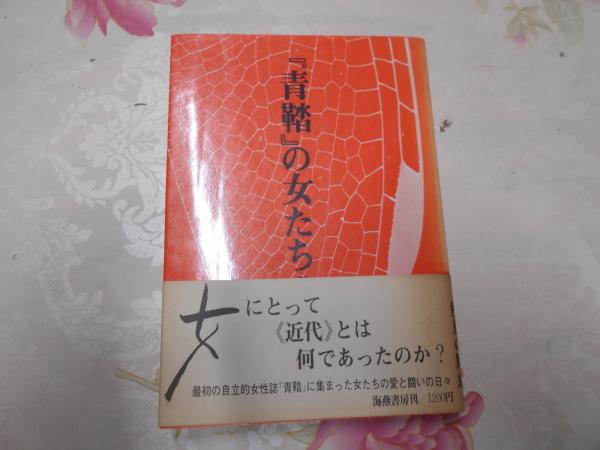 『青鞜』の女たち
女にとって
《近代》とは
何であったのか?
最初の自立的女性誌『青鞜』に集まった女たちの愛と闘いの日々
海燕書房刊 1200円